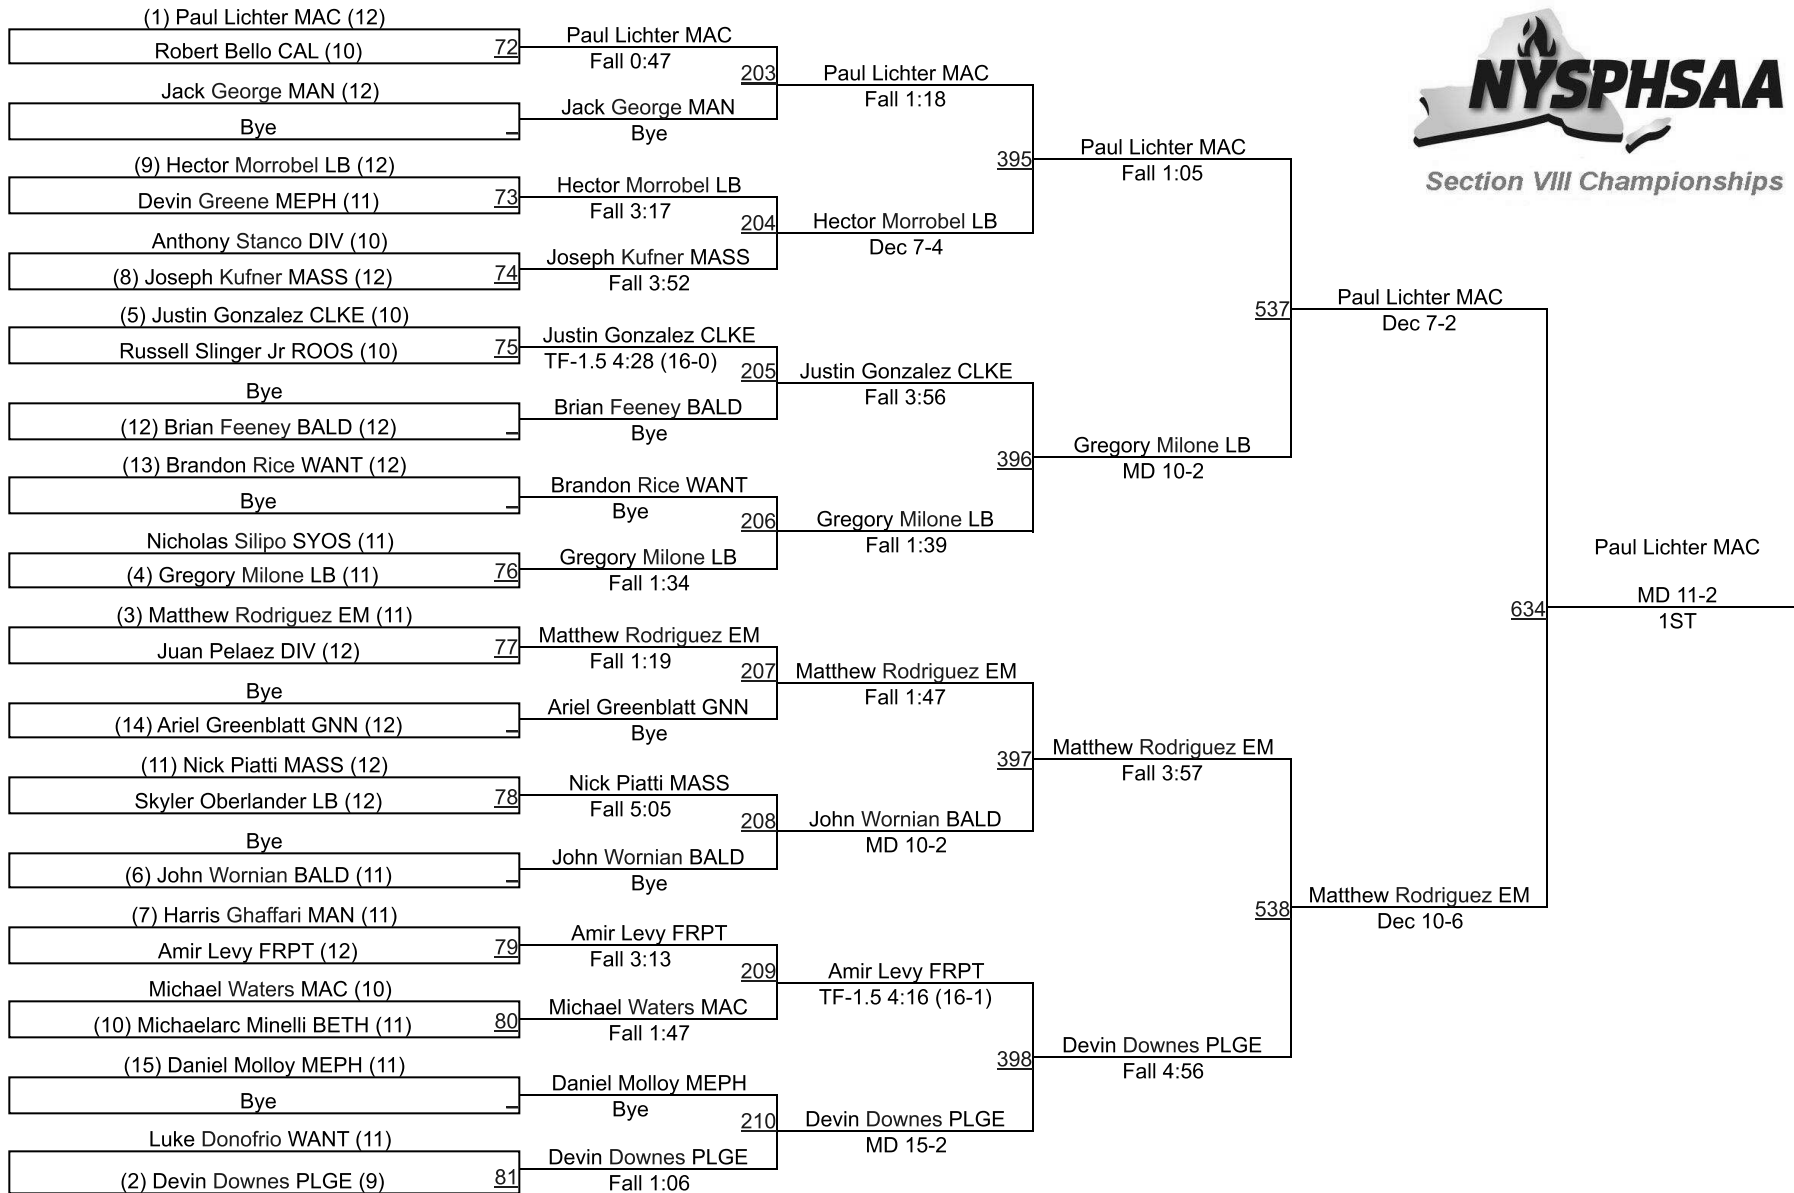 (1) Paul Lichter MAC (12)
Robert Bello CAL (10)
72
Jack George MAN (12)
Bye
(9) Hector Morrobel LB (12)
Devin Greene MEPH (11)
73
Anthony Stanco DIV (10)
(8) Joseph Kufner MASS (12)
74
(5) Justin Gonzalez CLKE (10)
Russell Slinger Jr ROOS (10)
75
Bye
(12) Brian Feeney BALD (12)
(13) Brandon Rice WANT (12)
Bye
Nicholas Silipo SYOS (11)
(4) Gregory Milone LB (11)
76
(3) Matthew Rodriguez EM (11)
Juan Pelaez DIV (12)
77
Bye
(14) Ariel Greenblatt GNN (12)
(11) Nick Piatti MASS (12)
Skyler Oberlander LB (12)
78
Bye
(6) John Wornian BALD (11)
(7) Harris Ghaffari MAN (11)
Amir Levy FRPT (12)
79
Michael Waters MAC (10)
(10) Michaelarc Minelli BETH (11)
80
(15) Daniel Molloy MEPH (11)
Bye
Luke Donofrio WANT (11)
(2) Devin Downes PLGE (9)
81
Paul Lichter MAC
Fall 0:47
203
Jack George MAN
Bye
Hector Morrobel LB
Fall 3:17
204
Joseph Kufner MASS
Fall 3:52
Justin Gonzalez CLKE
TF-1.5 4:28 (16-0)
205
Brian Feeney BALD
Bye
Brandon Rice WANT
Bye
206
Gregory Milone LB
Fall 1:34
Matthew Rodriguez EM
Fall 1:19
207
Ariel Greenblatt GNN
Bye
Nick Piatti MASS
Fall 5:05
208
John Wornian BALD
Bye
Amir Levy FRPT
Fall 3:13
209
Michael Waters MAC
Fall 1:47
Daniel Molloy MEPH
Bye
210
Devin Downes PLGE
Fall 1:06
Paul Lichter MAC
Fall 1:18
395
Hector Morrobel LB
Dec 7-4
Justin Gonzalez CLKE
Fall 3:56
396
Gregory Milone LB
Fall 1:39
Matthew Rodriguez EM
Fall 1:47
397
John Wornian BALD
MD 10-2
Amir Levy FRPT
TF-1.5 4:16 (16-1)
398
Devin Downes PLGE
MD 15-2
Paul Lichter MAC
Fall 1:05
537
Gregory Milone LB
MD 10-2
Matthew Rodriguez EM
Fall 3:57
538
Devin Downes PLGE
Fall 4:56
Paul Lichter MAC
Dec 7-2
634
Matthew Rodriguez EM
Dec 10-6
Paul Lichter MAC
MD 11-2
1ST
NYSPHSAA
Section VIII Championships